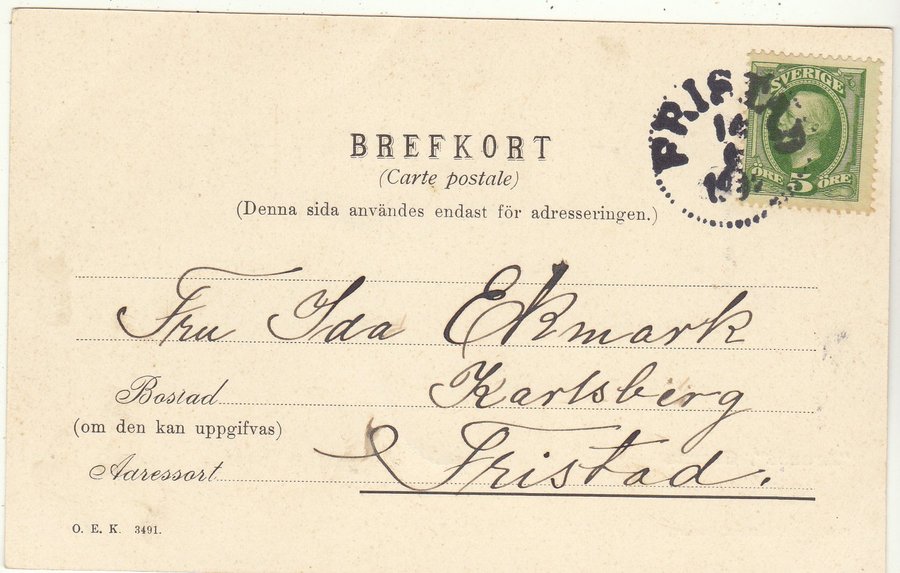 SVERIGE
ÖRE 5 ÖRE
BREFKORT
(Carte postale)
(Denna sida användes endast för adresseringen.)
Fru Ida Ekmark
Bostad Karlsberg
(om den kan uppgifvas)
Adressort Fristad.
O. E. K. 3491.